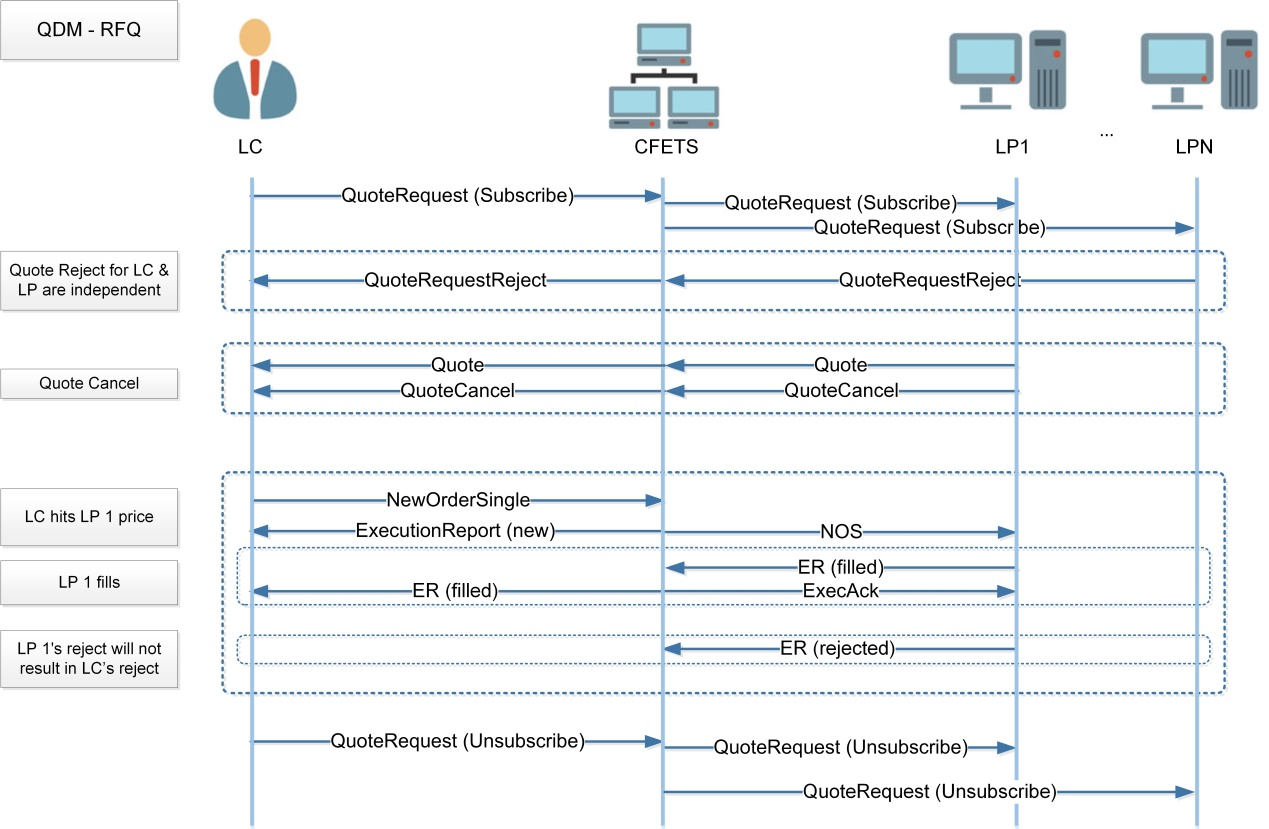 QDM - RFQ
LC
CFETS
LP1
...
LPN
QuoteRequest (Subscribe)
QuoteRequest (Subscribe)
QuoteRequest (Subscribe)
Quote Reject for LC &
LP are independent
QuoteRequestReject
QuoteRequestReject
Quote Cancel
Quote
Quote
QuoteCancel
QuoteCancel
LC hits LP 1 price
NewOrderSingle
ExecutionReport (new)
NOS
LP 1 fills
ER (filled)
ER (filled)
ExecAck
LP 1's reject will not
result in LC’s reject
ER (rejected)
QuoteRequest (Unsubscribe)
QuoteRequest (Unsubscribe)
QuoteRequest (Unsubscribe)